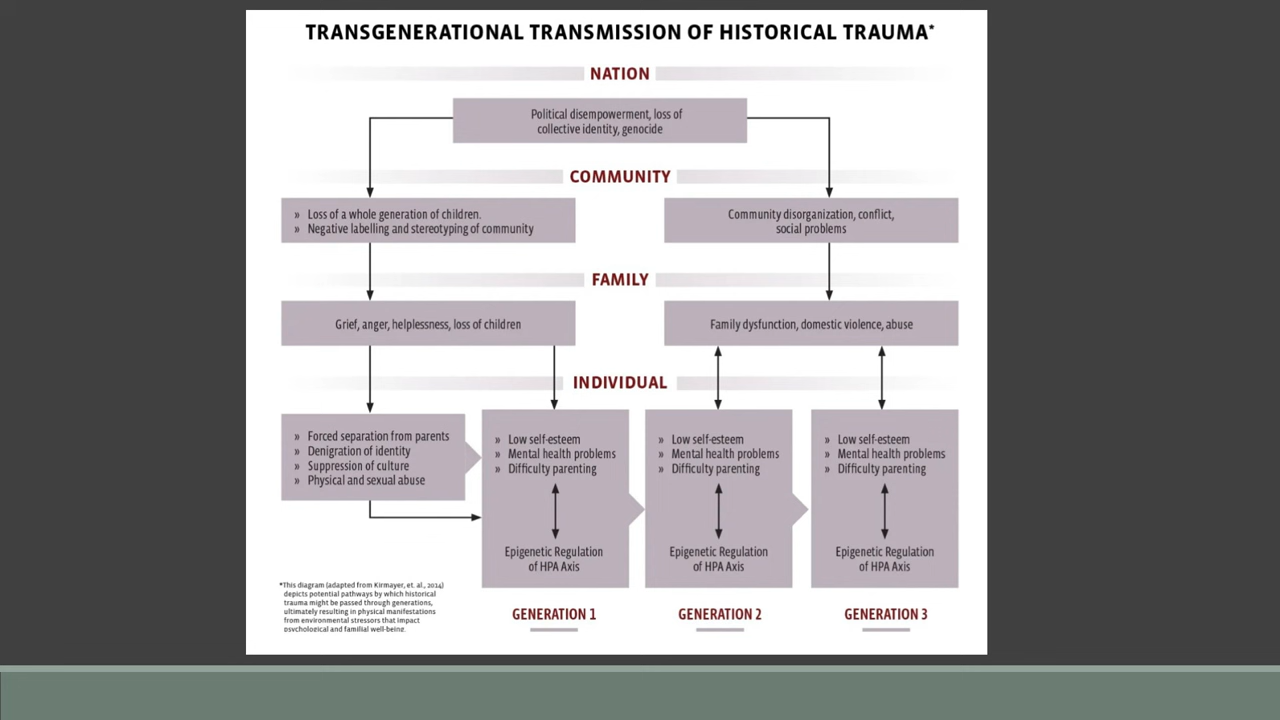 TRANSGENERATIONAL TRANSMISSION OF HISTORICAL TRAUMA*
NATION
Political disempowerment, loss of
collective identity, genocide
COMMUNITY
» Loss of a whole generation of children.
» Negative labelling and stereotyping of community
Community disorganization, conflict,
social problems
FAMILY
Grief, anger, helplessness, loss of children
Family dysfunction, domestic violence, abuse
INDIVIDUAL
» Forced separation from parents
» Denigration of identity
» Suppression of culture
» Physical and sexual abuse
» Low self-esteem
» Mental health problems
» Difficulty parenting
Epigenetic Regulation
of HPA Axis
» Low self-esteem
» Mental health problems
» Difficulty parenting
Epigenetic Regulation
of HPA Axis
» Low self-esteem
» Mental health problems
» Difficulty parenting
Epigenetic Regulation
of HPA Axis
*This diagram (adapted from Kirmayer, et. al., 2014)
depicts potential pathways by which historical
trauma might be passed through generations,
ultimately resulting in physical manifestations
from environmental stressors that impact
psychological and familial well-being.
GENERATION 1
GENERATION 2
GENERATION 3